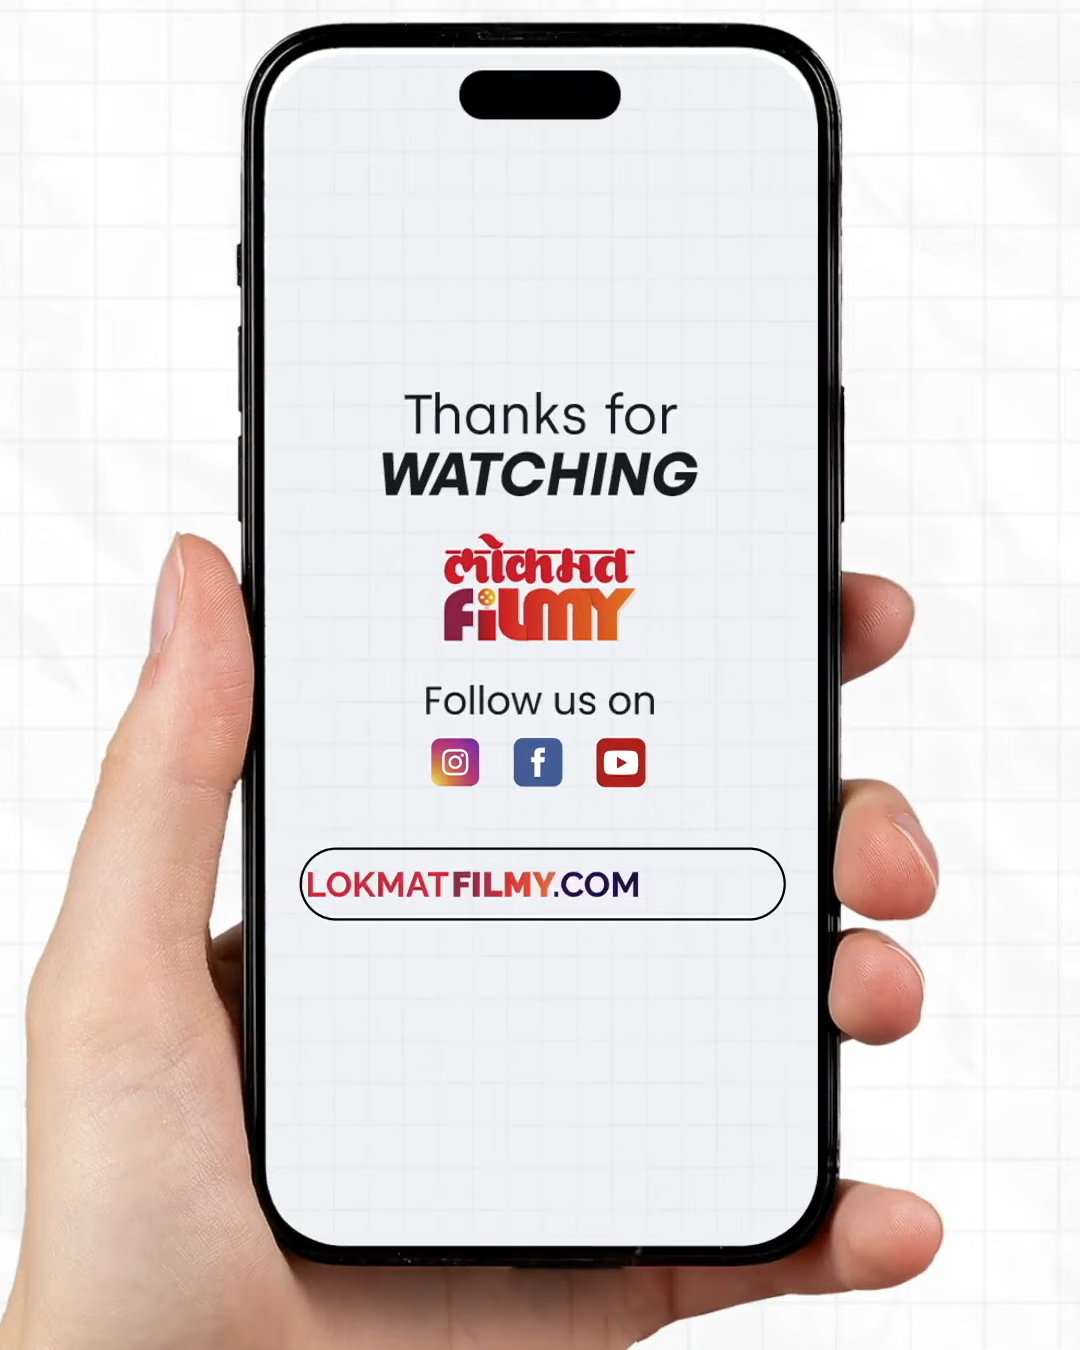 Thanks for
WATCHING
लोकमत
FILMY
Follow us on
LOKMATFILMY.COM